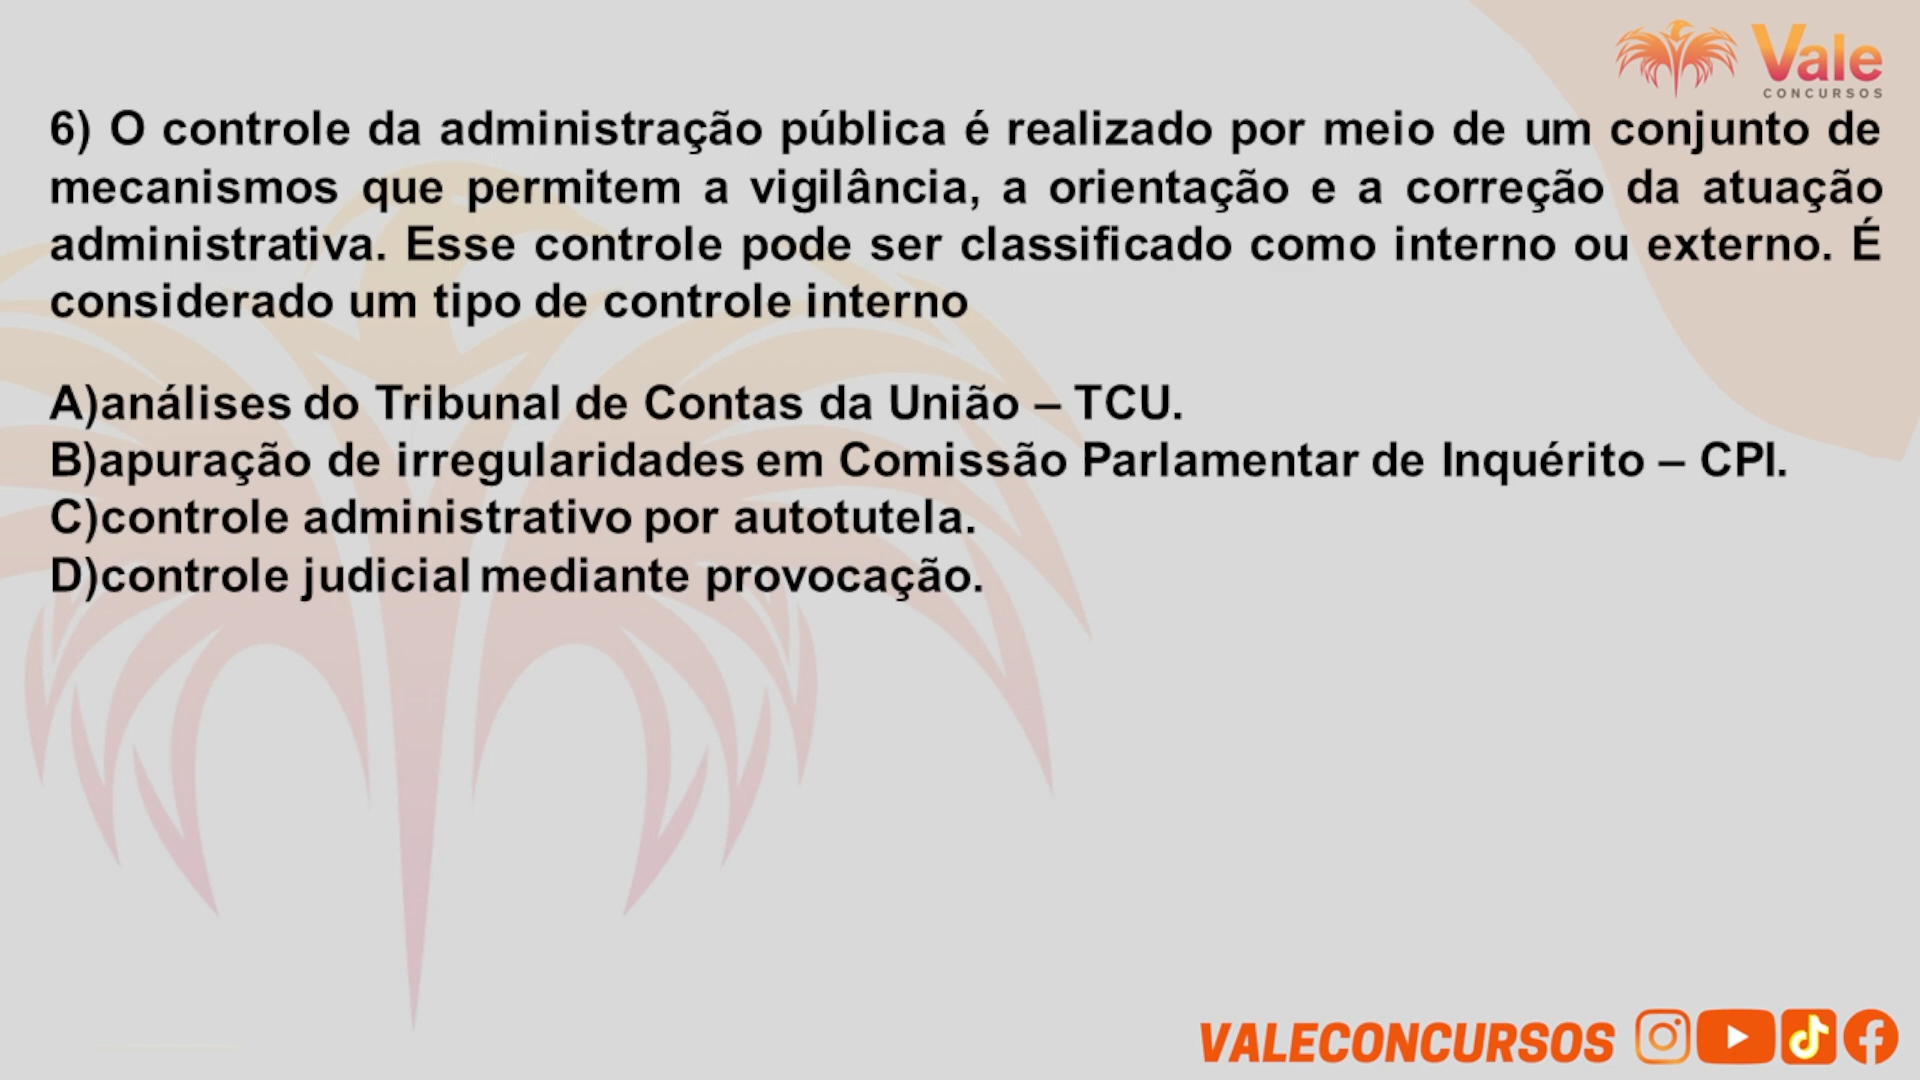 Vale
CONCURSOS
6) O controle da administração pública é realizado por meio de um conjunto de
mecanismos que permitem a vigilância, a orientação e a correção da atuação
administrativa. Esse controle pode ser classificado como interno ou externo. É
considerado um tipo de controle interno
A)análises do Tribunal de Contas da União – TCU.
B)apuração de irregularidades em Comissão Parlamentar de Inquérito – CPI.
C)controle administrativo por autotutela.
D)controle judicial mediante provocação.
VALECONCURSOS